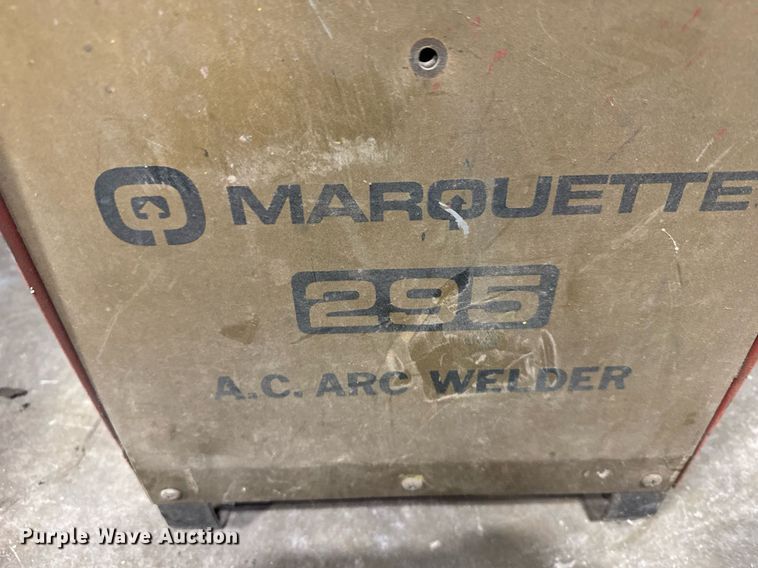 MARQUETTE
295
A.C. ARC WELDER
Purple Wave Auction